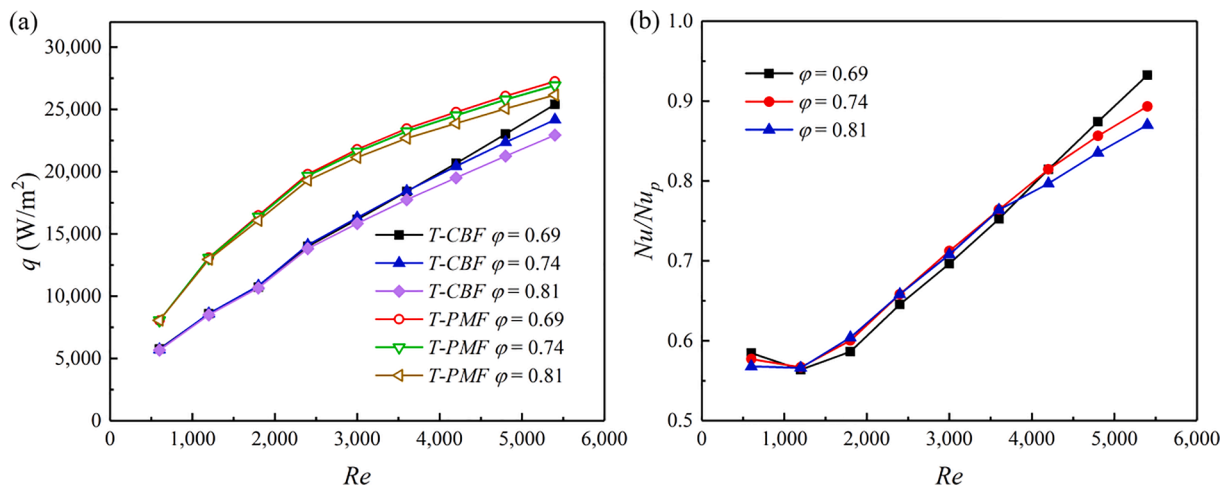 (a)
30,000
25,000
20,000
15,000
10,000
5,000
0
q (W/m²)
T-CBF φ = 0.69
T-CBF φ = 0.74
T-CBF φ = 0.81
T-PMF φ = 0.69
T-PMF φ = 0.74
T-PMF φ = 0.81
0 1,000 2,000 3,000 4,000 5,000 6,000
Re
(b)
1.0
0.9
0.8
0.7
0.6
0.5
Nu/Nuₚ
φ = 0.69
φ = 0.74
φ = 0.81
0 1,000 2,000 3,000 4,000 5,000 6,000
Re